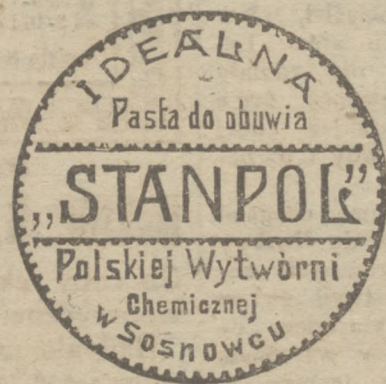 IDEALNA
Pasta do obuwia
„STANPOL”
Polskiej Wytwórni
Chemicznej
w Sosnowcu